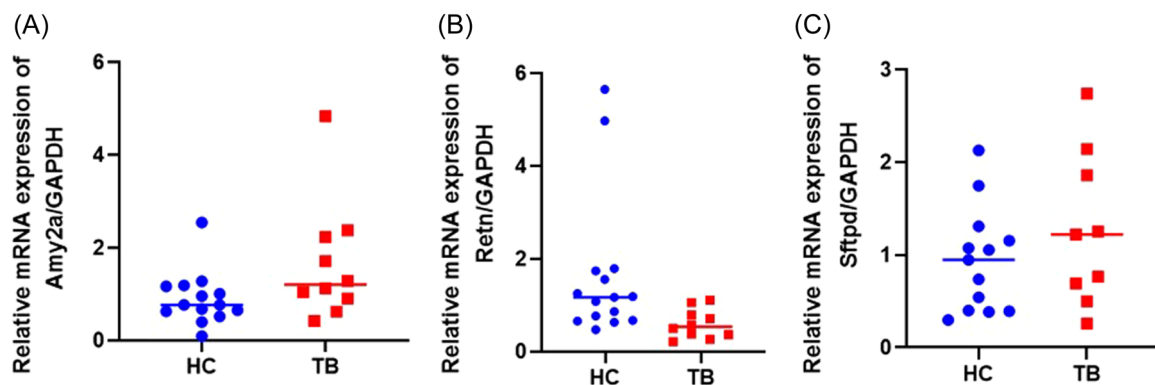 (A)
Relative mRNA expression of
Amy2a/GAPDH
6
4
2
0
HC
TB
(B)
Relative mRNA expression of
Retn/GAPDH
6
4
2
0
HC
TB
(C)
Relative mRNA expression of
Sftpd/GAPDH
3
2
1
0
HC
TB